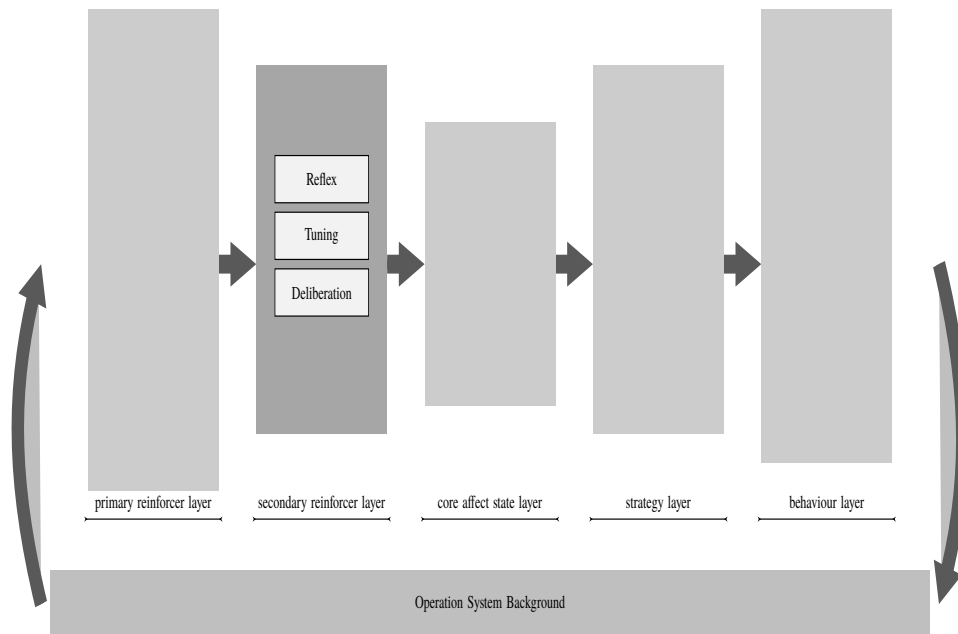 Reflex
Tuning
Deliberation
primary reinforcer layer
secondary reinforcer layer
core affect state layer
strategy layer
behaviour layer
Operation System Background